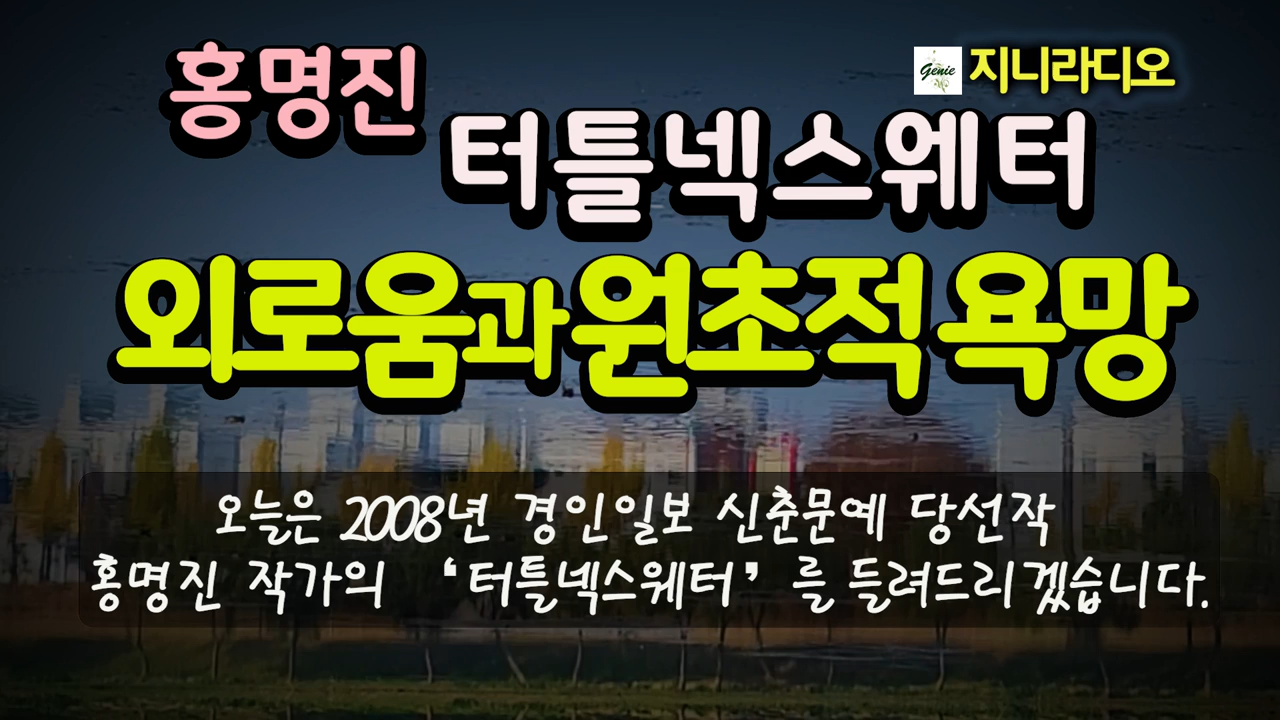 홍명진
Genie 지니라디오
터틀넥스웨터
외로움과 원초적 욕망
오늘은 2008년 경인일보 신춘문예 당선작
홍명진 작가의 ‘터틀넥스웨터’를 들려드리겠습니다.